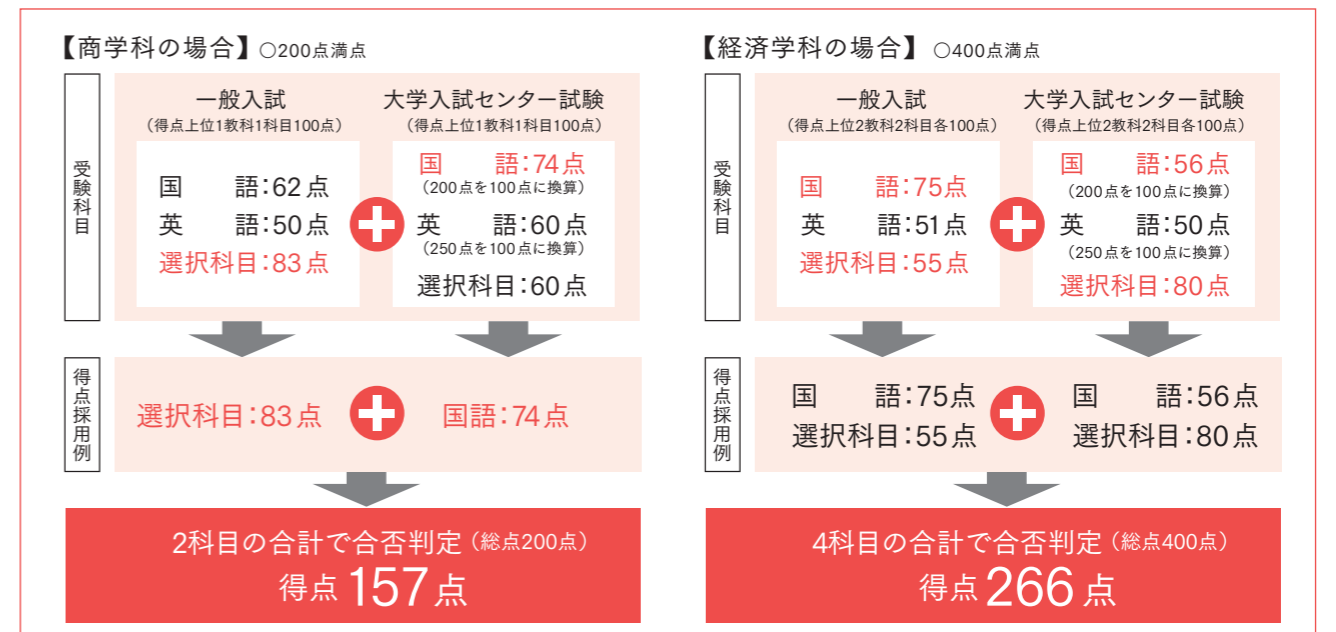 【商学科の場合】○200点満点
受験科目
一般入試
（得点上位1教科1科目100点）
国語：62点
英語：50点
選択科目：83点
大学入試センター試験
（得点上位1教科1科目100点）
国語：74点
（200点を100点に換算）
英語：60点
（250点を100点に換算）
選択科目：60点
得点採用例
選択科目：83点
国語：74点
2科目の合計で合否判定（総点200点）
得点157点
【経済学科の場合】○400点満点
受験科目
一般入試
（得点上位2教科2科目各100点）
国語：75点
英語：51点
選択科目：55点
大学入試センター試験
（得点上位2教科2科目各100点）
国語：56点
（200点を100点に換算）
英語：50点
（250点を100点に換算）
選択科目：80点
得点採用例
国語：75点
選択科目：55点
国語：56点
選択科目：80点
4科目の合計で合否判定（総点400点）
得点266点